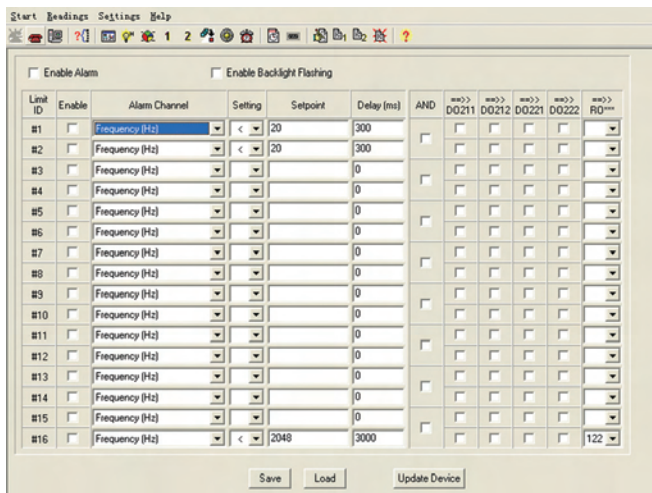 Start Readings Settings Help
1 2 1 2 ?
Enable Alarm Enable Backlight Flashing
Limit ID Enable Alarm Channel Setting Setpoint Delay (ms) AND ==>> DO211 ==>> DO212 ==>> DO221 ==>> DO222 ==>> RO***
#1 Frequency (Hz) < 20 300
#2 Frequency (Hz) < 20 300
#3 Frequency (Hz) 0
#4 Frequency (Hz) 0
#5 Frequency (Hz) 0
#6 Frequency (Hz) 0
#7 Frequency (Hz) 0
#8 Frequency (Hz) 0
#9 Frequency (Hz) 0
#10 Frequency (Hz) 0
#11 Frequency (Hz) 0
#12 Frequency (Hz) 0
#13 Frequency (Hz) 0
#14 Frequency (Hz) 0
#15 Frequency (Hz) 0
#16 Frequency (Hz) < 2048 3000 122
Save Load Update Device